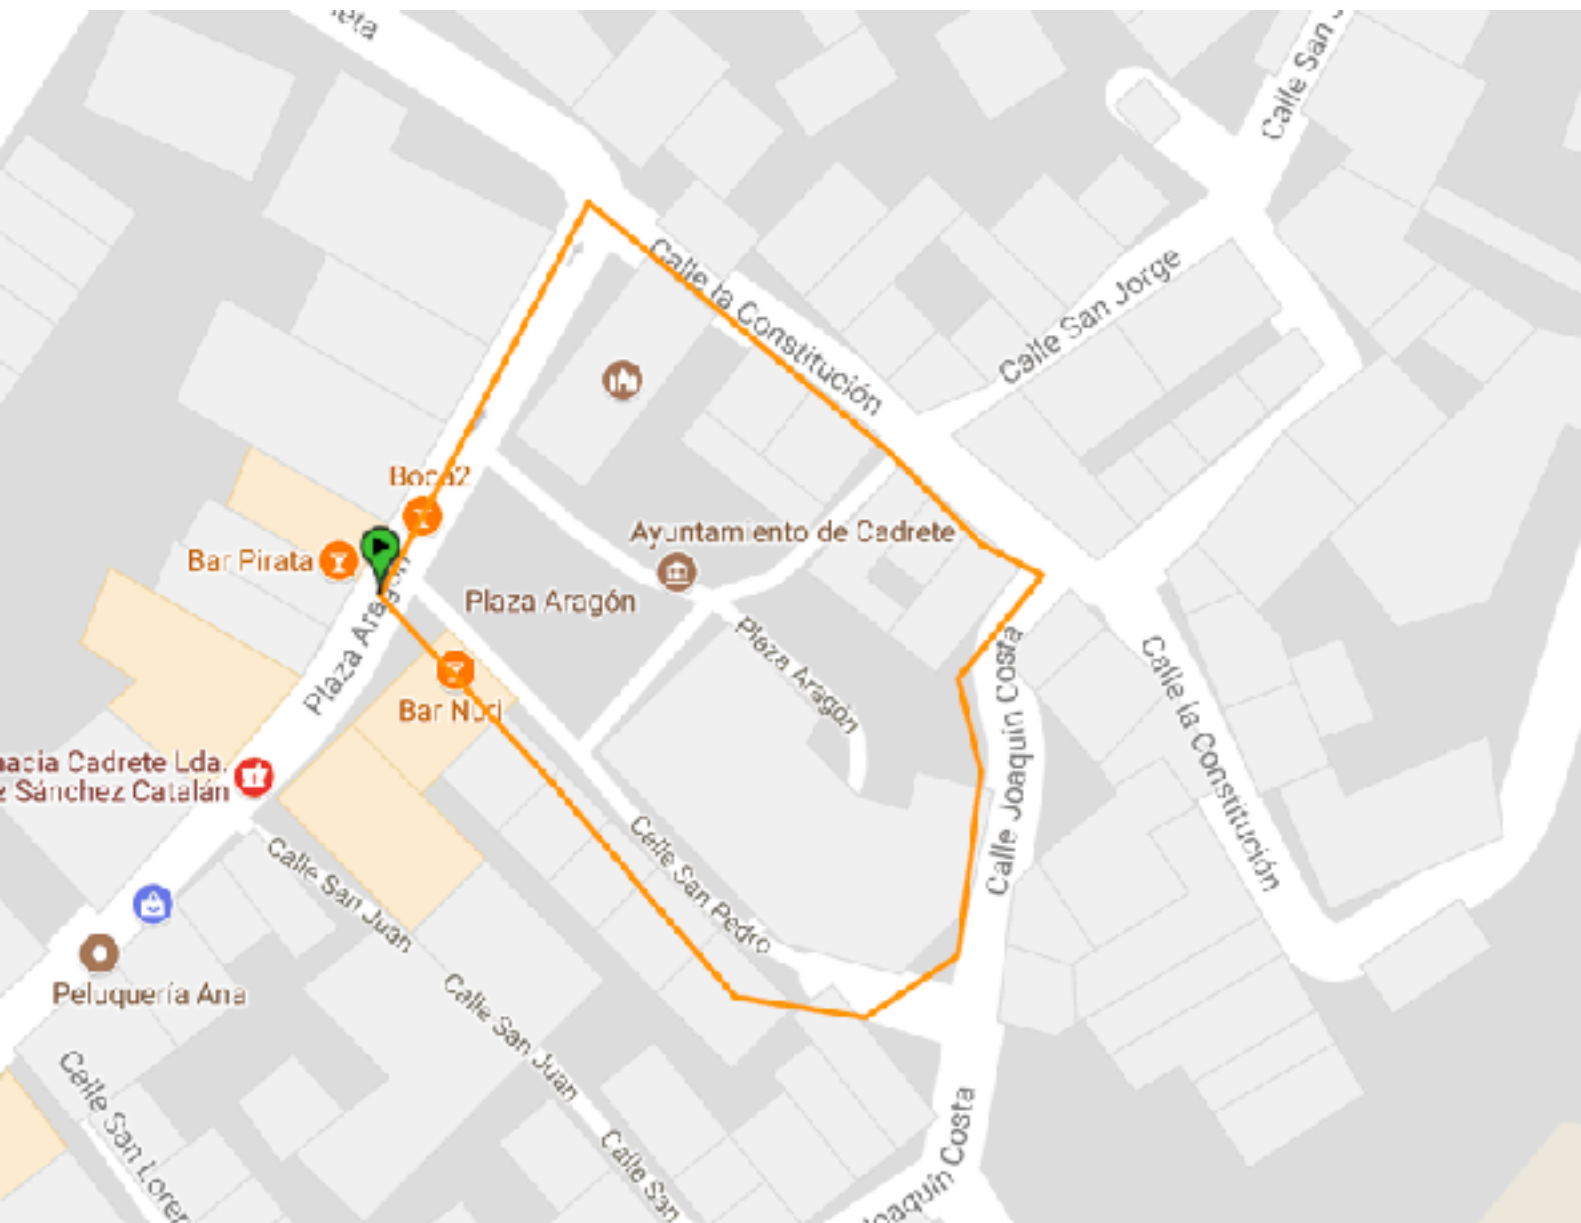 Calle San
Calle la Constitución
Calle San Jorge
Boca2
Ayuntamiento de Cadrete
Bar Pirata
Plaza Aragón
Plaza Aragón
Plaza Aragón
Calle Joaquín Costa
Calle la Constitución
Bar Nuri
Cadrete Lda.
Sánchez Catalán
Calle San Juan
Calle San Pedro
Peluquería Ana
Calle San Juan
Calle San
Calle San
Costa